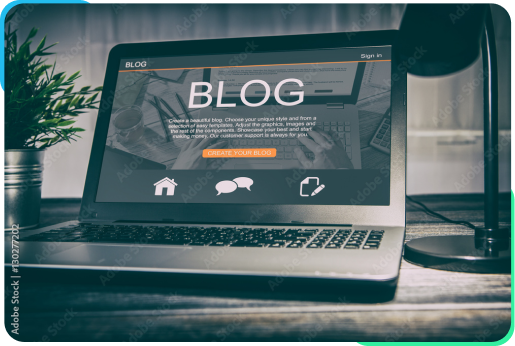 BLOG
Sign in
BLOG
Create a beautiful blog. Choose your unique style and from a
selection of easy templates. Adjust the graphics, images and
the rest of the components. Showcase your best and start
making money. Our customer support is always for you.
CREATE YOUR BLOG
Adobe Stock | #130277202